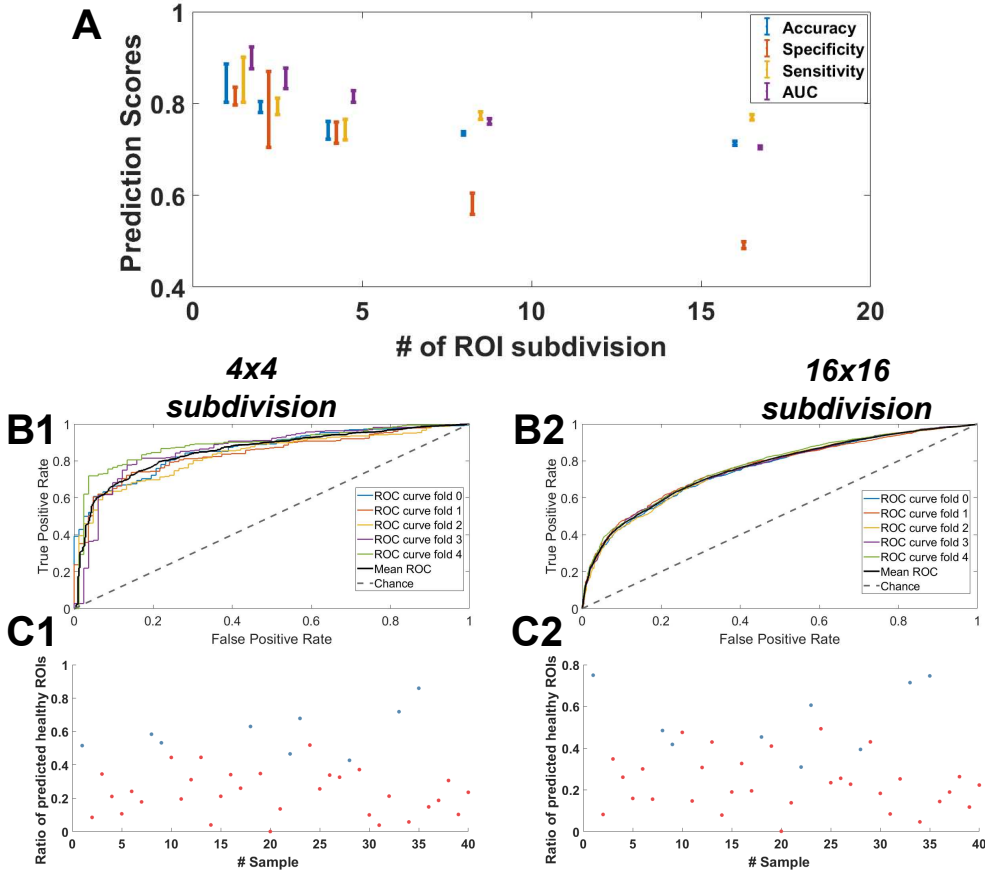 A
Prediction Scores
1
0.8
0.6
0.4
0
5
10
15
20
# of ROI subdivision
Accuracy
Specificity
Sensitivity
AUC
4x4
subdivision
16x16
subdivision
B1
True Positive Rate
1
0.8
0.6
0.4
0.2
0
0.2
0.4
0.6
0.8
1
False Positive Rate
ROC curve fold 0
ROC curve fold 1
ROC curve fold 2
ROC curve fold 3
ROC curve fold 4
Mean ROC
Chance
B2
True Positive Rate
1
0.8
0.6
0.4
0.2
0
0
0.2
0.4
0.6
0.8
1
False Positive Rate
ROC curve fold 0
ROC curve fold 1
ROC curve fold 2
ROC curve fold 3
ROC curve fold 4
Mean ROC
Chance
C1
Ratio of predicted healthy ROIs
1
0.8
0.6
0.4
0.2
0
0
5
10
15
20
25
30
35
40
# Sample
C2
Ratio of predicted healthy ROIs
0.8
0.6
0.4
0.2
0
0
5
10
15
20
25
30
35
40
# Sample